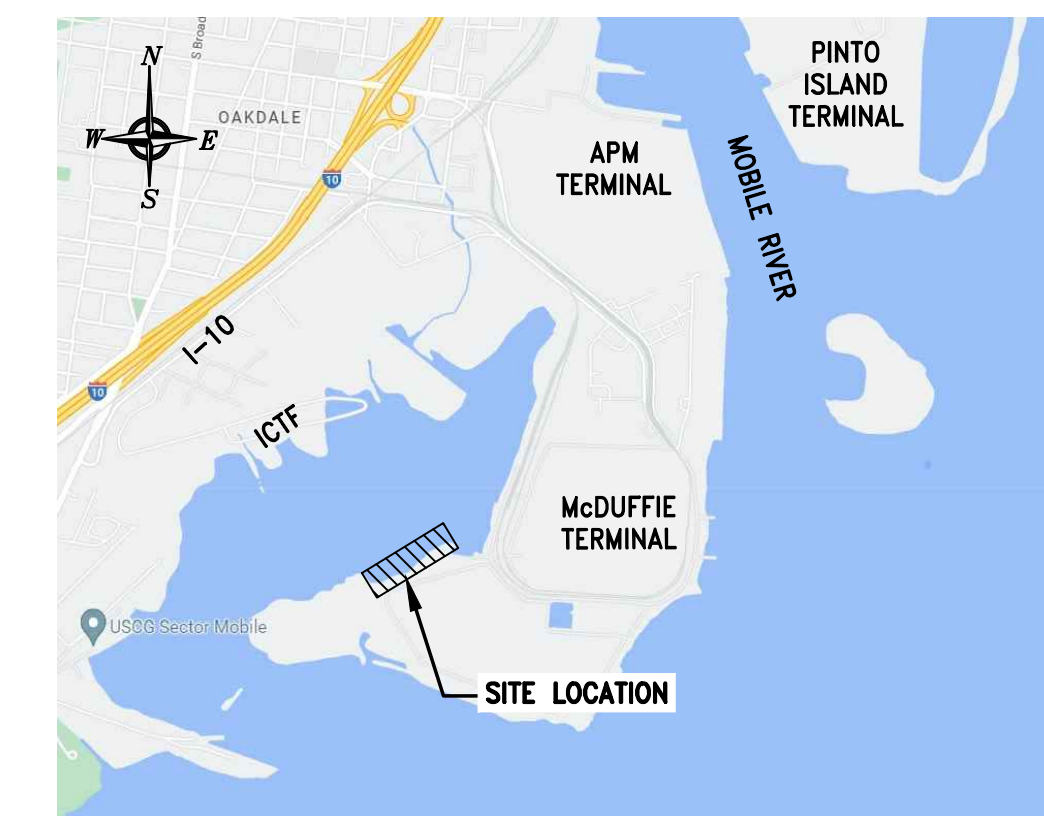 N
W E
S
S Broad
OAKDALE
10
I-10
10
ICTF
PINTO
ISLAND
TERMINAL
APM
TERMINAL
MOBILE RIVER
McDUFFIE
TERMINAL
USCG Sector Mobile
SITE LOCATION